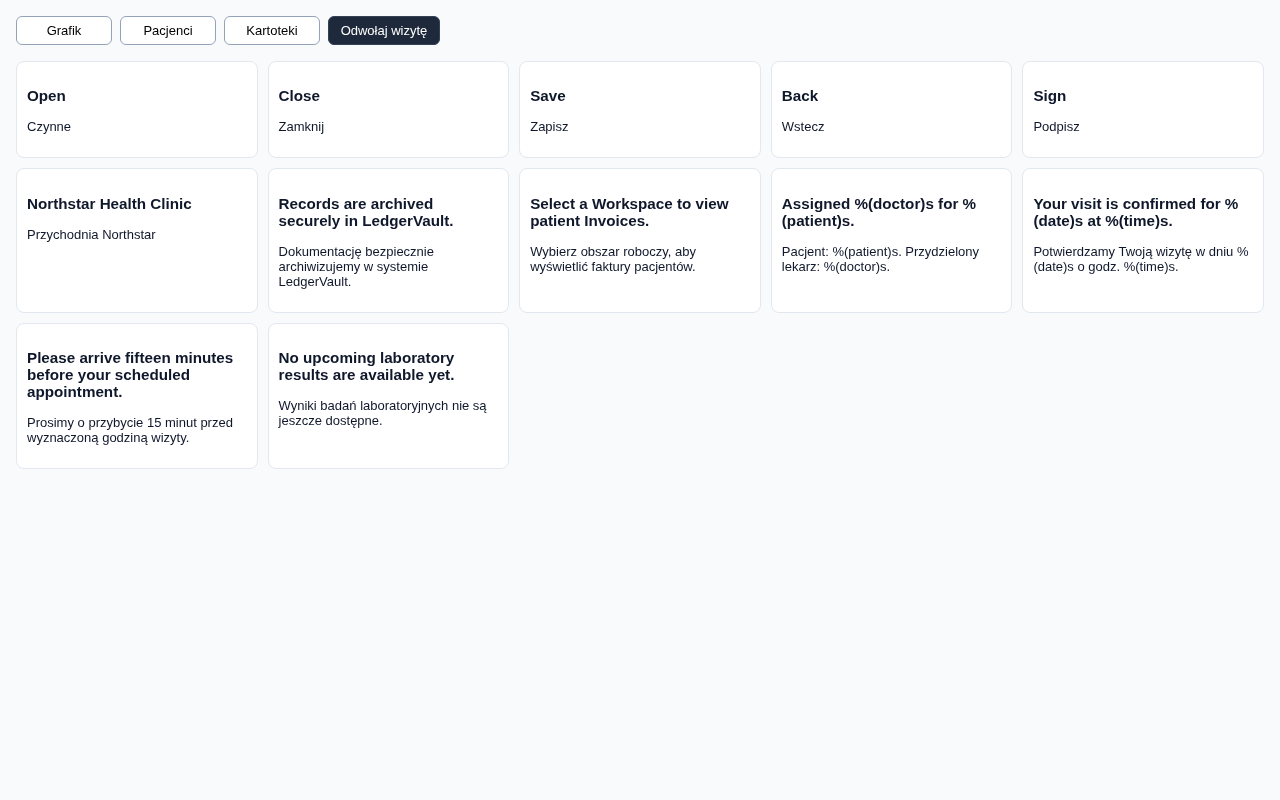 Grafik
Pacjenci
Kartoteki
Odwołaj wizytę
Open
Czynne
Close
Zamknij
Save
Zapisz
Back
Wstecz
Sign
Podpisz
Northstar Health Clinic
Przychodnia Northstar
Records are archived
securely in LedgerVault.
Dokumentację bezpiecznie
archiwizujemy w systemie
LedgerVault.
Select a Workspace to view
patient Invoices.
Wybierz obszar roboczy, aby
wyświetlić faktury pacjentów.
Assigned %(doctor)s for %
(patient)s.
Pacjent: %(patient)s. Przydzielony
lekarz: %(doctor)s.
Your visit is confirmed for %
(date)s at %(time)s.
Potwierdzamy Twoją wizytę w dniu %
(date)s o godz. %(time)s.
Please arrive fifteen minutes
before your scheduled
appointment.
Prosimy o przybycie 15 minut przed
wyznaczoną godziną wizyty.
No upcoming laboratory
results are available yet.
Wyniki badań laboratoryjnych nie są
jeszcze dostępne.